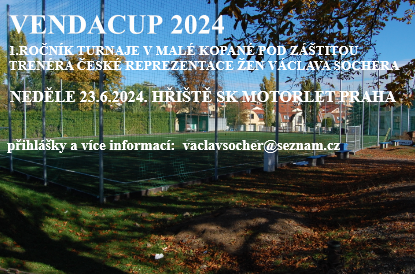 VENDACUP 2024
1.ROČNÍK TURNAJE V MALÉ KOPANÉ POD ZÁŠTITOU
TRENÉRA ČESKÉ REPREZENTACE ŽEN VÁCLAVA SOCHERA
NEDĚLE 23.6.2024. HŘIŠTĚ SK MOTORLET PRAHA
přihlášky a více informací: vaclavsocher@seznam.cz